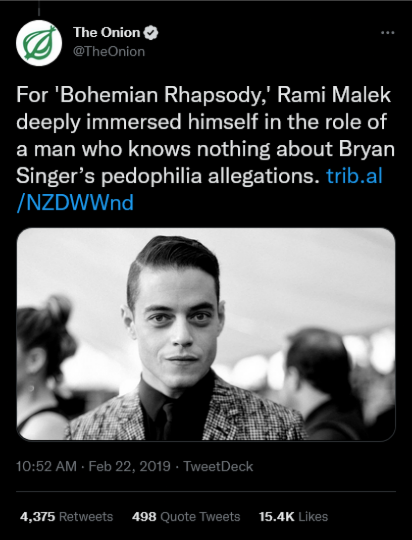 The Onion
@TheOnion
For 'Bohemian Rhapsody,' Rami Malek
deeply immersed himself in the role of
a man who knows nothing about Bryan
Singer’s pedophilia allegations. trib.al
/NZDWWnd
10:52 AM · Feb 22, 2019 · TweetDeck
4,375 Retweets 498 Quote Tweets 15.4K Likes